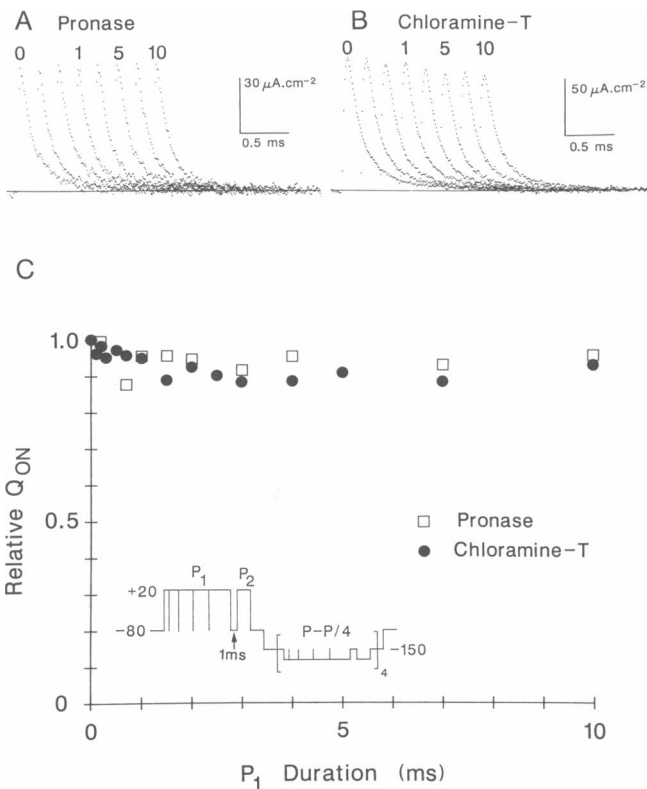 A Pronase
0 1 5 10
30 μA.cm-2
0.5 ms
B Chloramine-T
0 1 5 10
50 μA.cm-2
0.5 ms
C
1.0
0.5
0
Relative QON
□ Pronase
● Chloramine-T
P1 P2
+20
-80
1ms
P-P/4
-150
4
0 5 10
P1 Duration (ms)